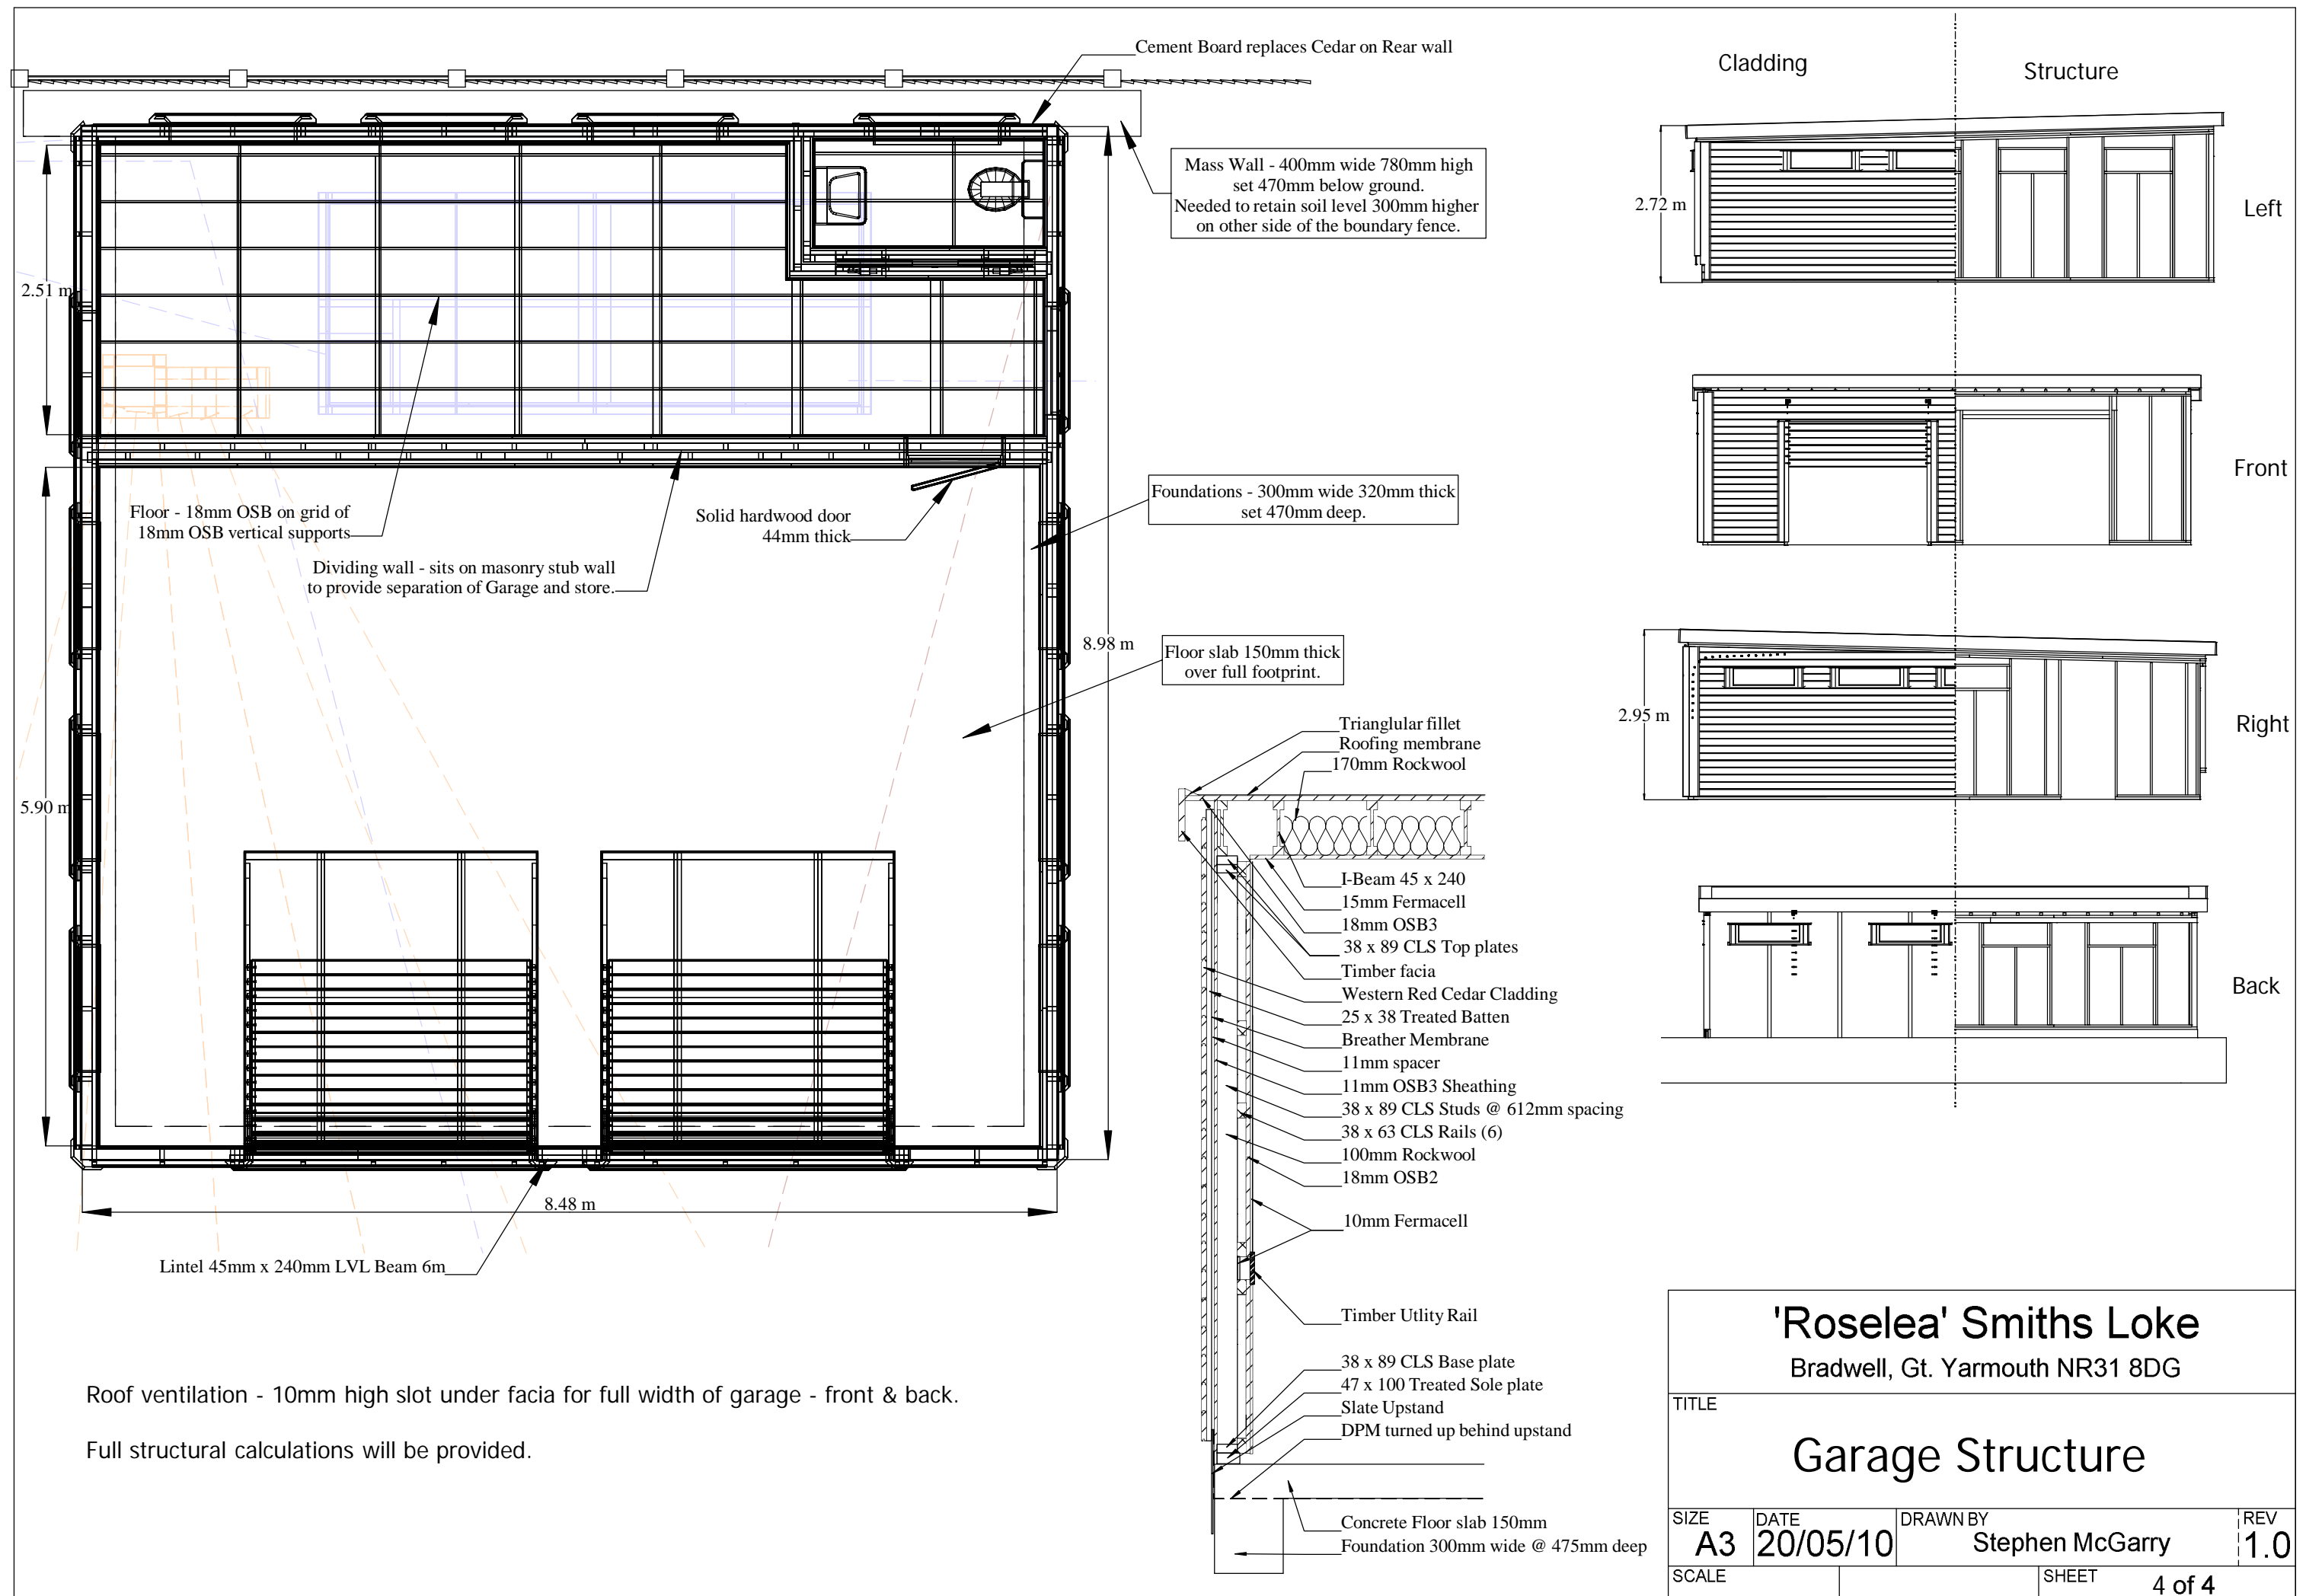 Cement Board replaces Cedar on Rear wall
Mass Wall - 400mm wide 780mm high
set 470mm below ground.
Needed to retain soil level 300mm higher
on other side of the boundary fence.
2.51 m
Floor - 18mm OSB on grid of
18mm OSB vertical supports
Solid hardwood door
44mm thick
Dividing wall - sits on masonry stub wall
to provide separation of Garage and store.
Foundations - 300mm wide 320mm thick
set 470mm deep.
8.98 m
Floor slab 150mm thick
over full footprint.
5.90 m
8.48 m
Lintel 45mm x 240mm LVL Beam 6m
Roof ventilation - 10mm high slot under facia for full width of garage - front & back.
Full structural calculations will be provided.
Trianglular fillet
Roofing membrane
170mm Rockwool
I-Beam 45 x 240
15mm Fermacell
18mm OSB3
38 x 89 CLS Top plates
Timber facia
Western Red Cedar Cladding
25 x 38 Treated Batten
Breather Membrane
11mm spacer
11mm OSB3 Sheathing
38 x 89 CLS Studs @ 612mm spacing
38 x 63 CLS Rails (6)
100mm Rockwool
18mm OSB2
10mm Fermacell
Timber Utlity Rail
38 x 89 CLS Base plate
47 x 100 Treated Sole plate
Slate Upstand
DPM turned up behind upstand
Concrete Floor slab 150mm
Foundation 300mm wide @ 475mm deep
Cladding
Structure
2.72 m
Left
Front
2.95 m
Right
Back
'Roselea' Smiths Loke
Bradwell, Gt. Yarmouth NR31 8DG
TITLE
Garage Structure
SIZE
A3
DATE
20/05/10
DRAWN BY
Stephen McGarry
REV
1.0
SCALE
SHEET
4 of 4